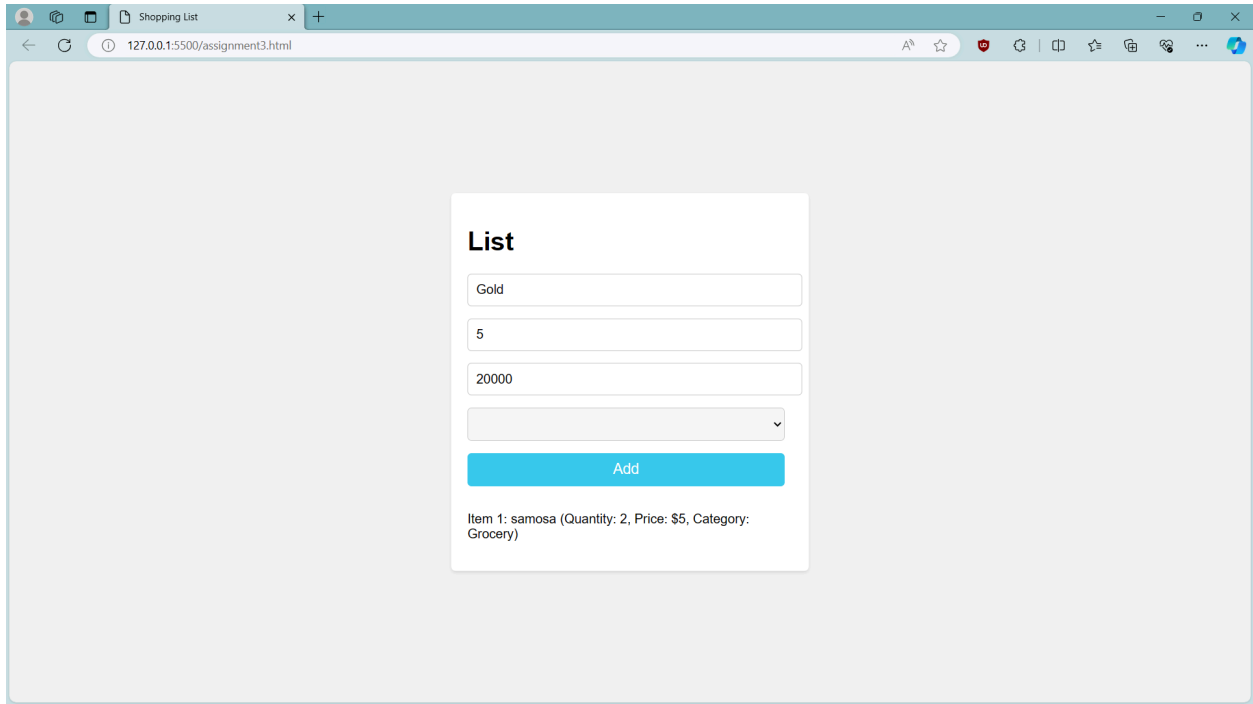 Shopping List
127.0.0.1:5500/assignment3.html
List
Gold
5
20000
Add
Item 1: samosa (Quantity: 2, Price: $5, Category:
Grocery)